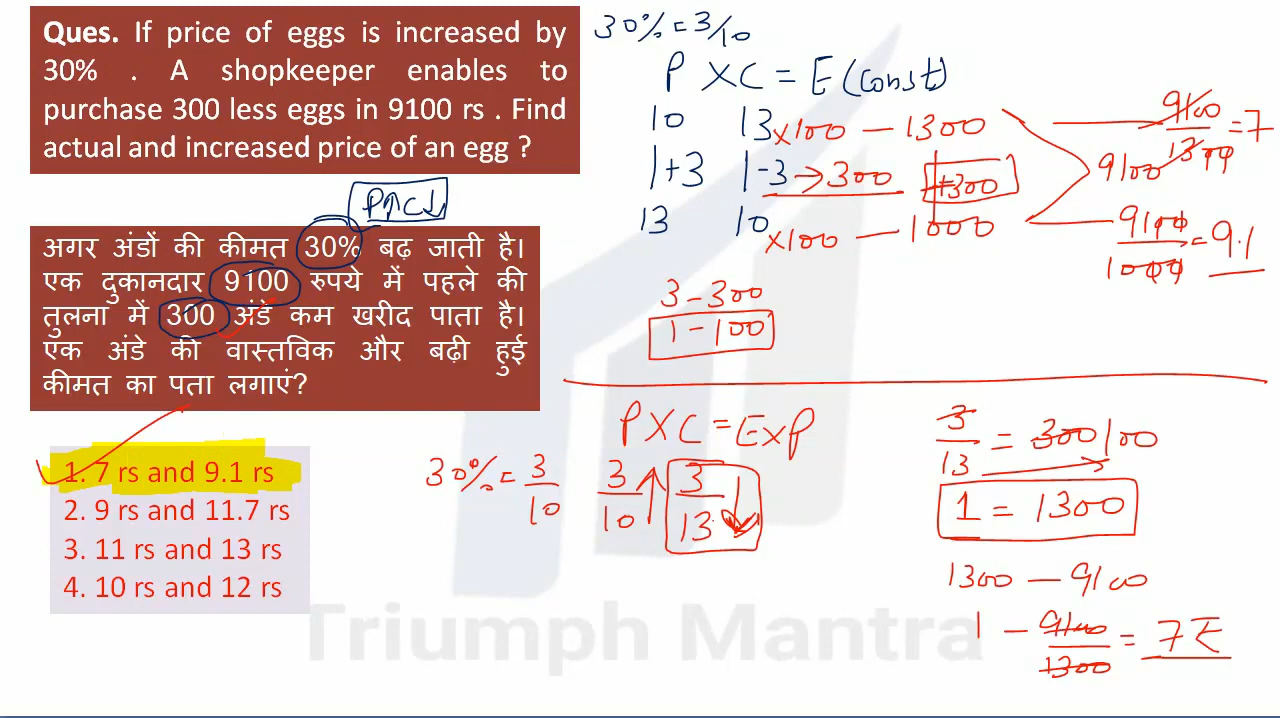 Ques. If price of eggs is increased by
30% . A shopkeeper enables to
purchase 300 less eggs in 9100 rs . Find
actual and increased price of an egg ?
P↑C↓
अगर अंडों की कीमत 30% बढ़ जाती है।
एक दुकानदार 9100 रुपये में पहले की
तुलना में 300 अंडे कम खरीद पाता है।
एक अंडे की वास्तविक और बढ़ी हुई
कीमत का पता लगाएं?
1. 7 rs and 9.1 rs
2. 9 rs and 11.7 rs
3. 11 rs and 13 rs
4. 10 rs and 12 rs
30% = 3/10
P X C = E (Const)
10 13 x100 — 1300
1+3 1-3 → 300 +300
13 10 x100 — 1000
9100/1300 = 7
9100
9100/1000 = 9.1
3 – 300
1 – 100
P X C = Exp
30% = 3/10 3/10 ↑ 3/13 ↓
3/13 = 300 100
1 = 1300
1300 — 9100
1 — 9100/1300 = 7 ₹
Triumph Mantra